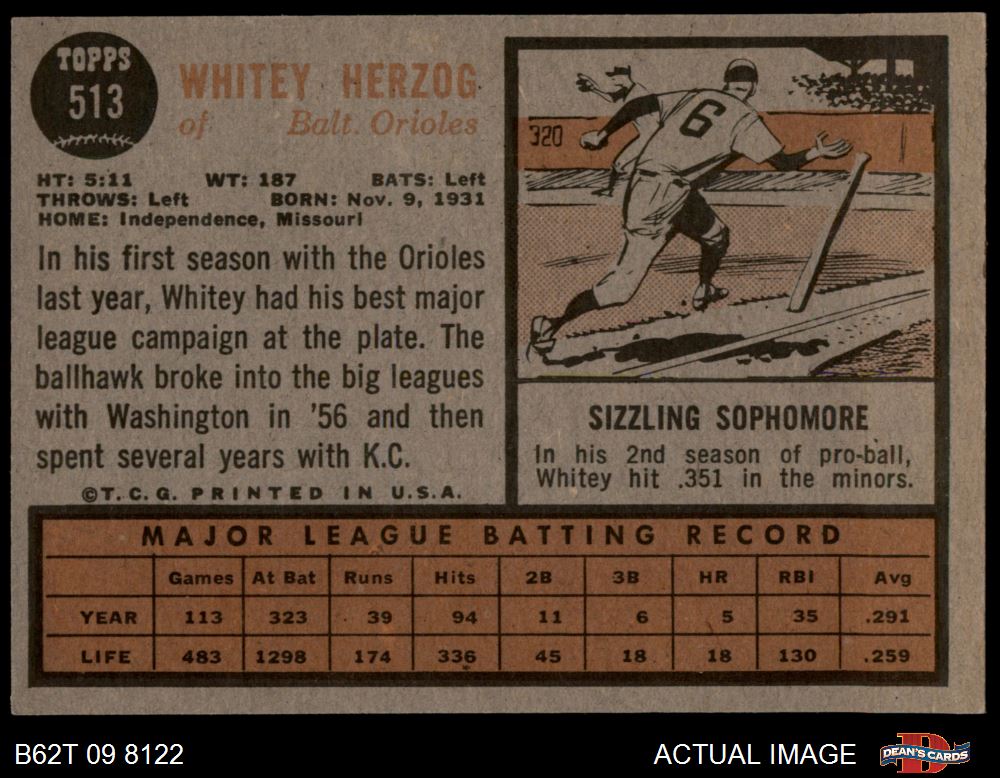 TOPPS
513
WHITEY HERZOG
of Balt. Orioles
HT: 5:11 WT: 187 BATS: Left
THROWS: Left BORN: Nov. 9, 1931
HOME: Independence, Missouri
In his first season with the Orioles
last year, Whitey had his best major
league campaign at the plate. The
ballhawk broke into the big leagues
with Washington in '56 and then
spent several years with K.C.
©T.C.G. PRINTED IN U.S.A.
6
320
SIZZLING SOPHOMORE
In his 2nd season of pro-ball,
Whitey hit .351 in the minors.
MAJOR LEAGUE BATTING RECORD
Games At Bat Runs Hits 2B 3B HR RBI Avg
YEAR 113 323 39 94 11 6 5 35 .291
LIFE 483 1298 174 336 45 18 18 130 .259
B62T 09 8122 ACTUAL IMAGE DEAN'S CARDS